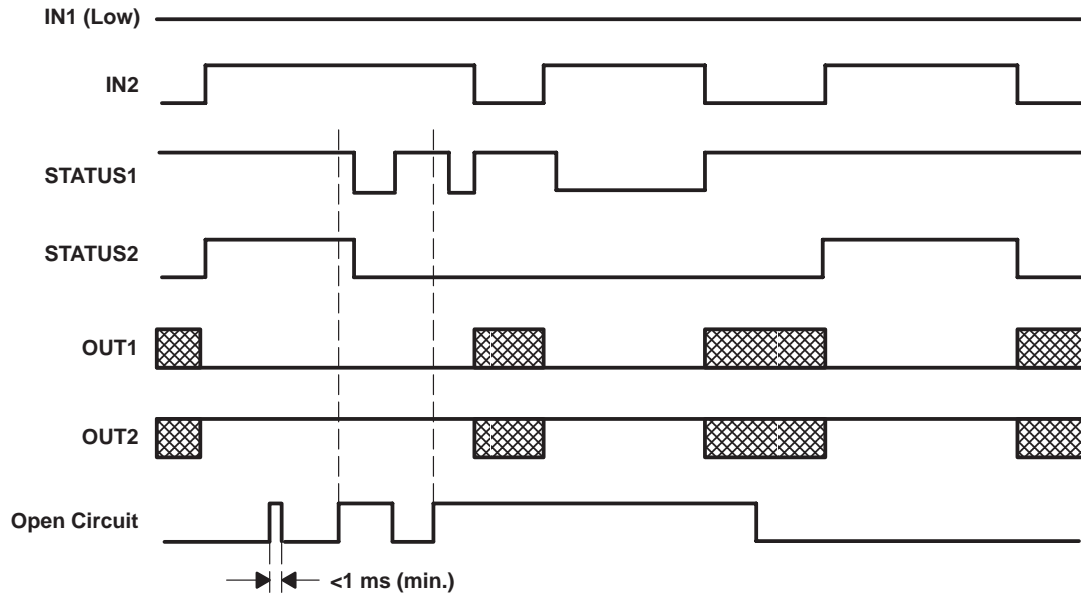 IN1 (Low)
IN2
STATUS1
STATUS2
OUT1
OUT2
Open Circuit
<1 ms (min.)